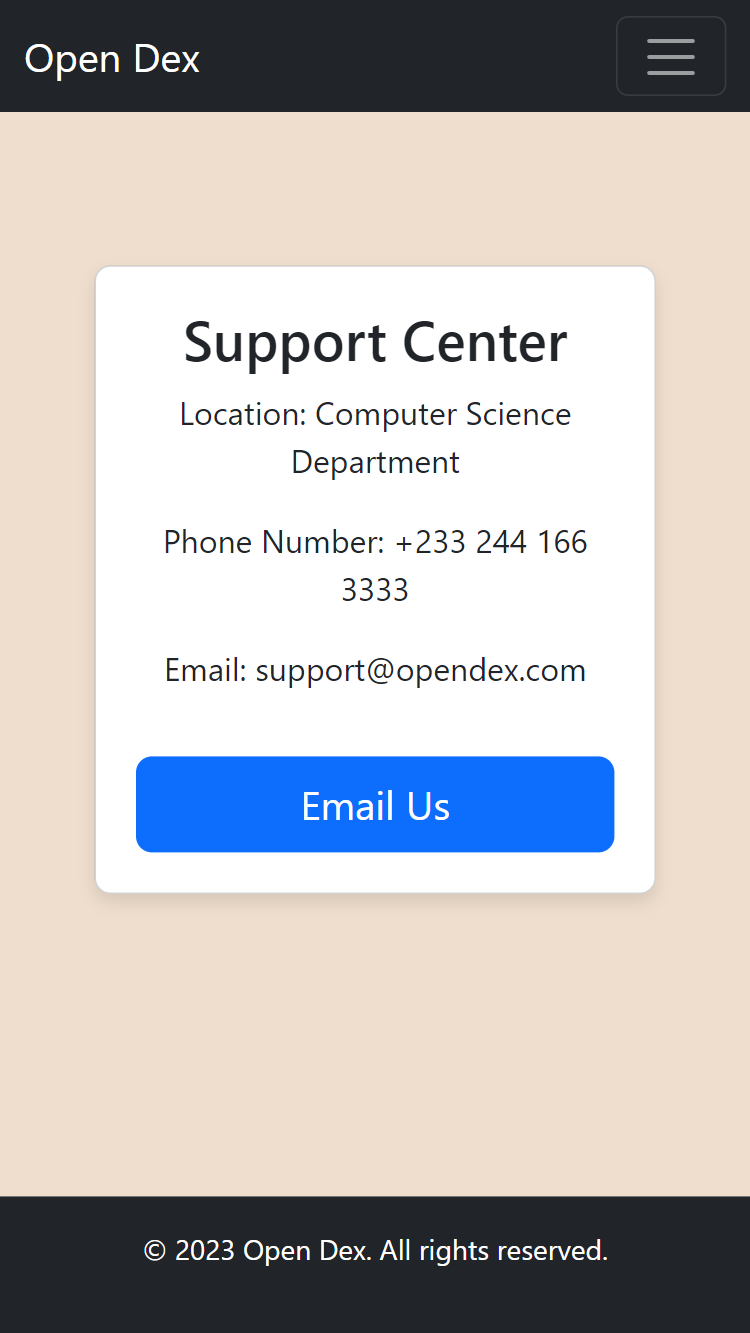 Open Dex
Support Center
Location: Computer Science
Department
Phone Number: +233 244 166
3333
Email: support@opendex.com
Email Us
© 2023 Open Dex. All rights reserved.